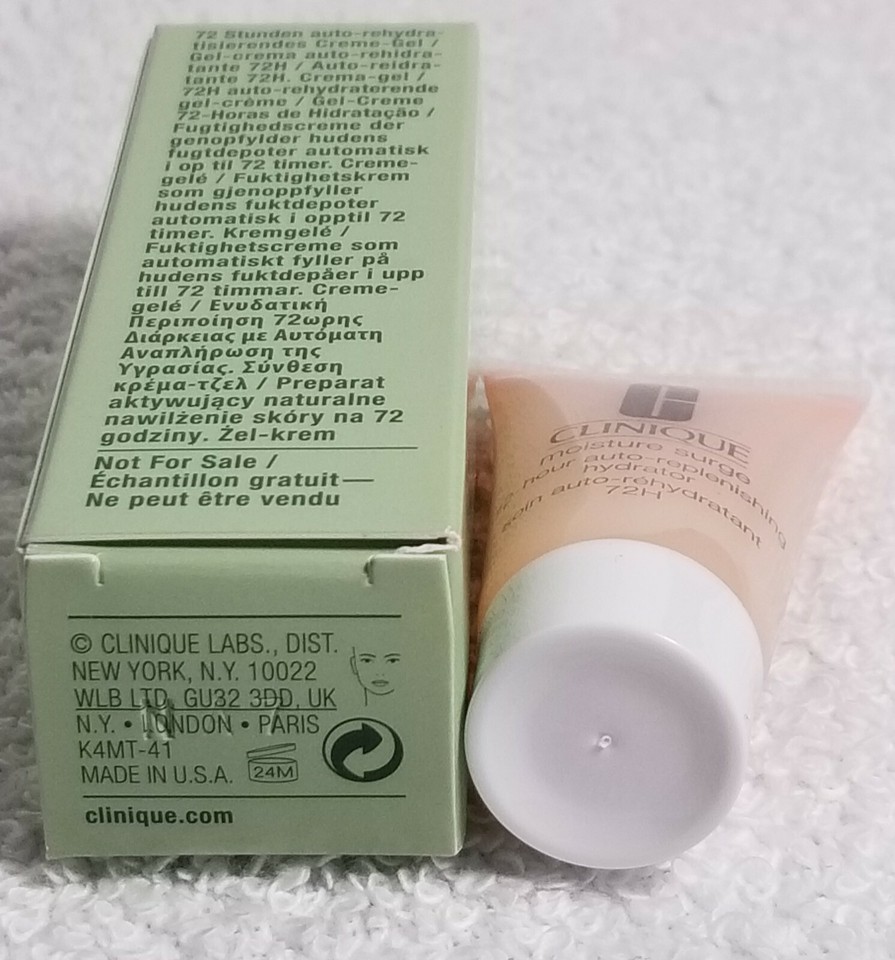 72 Stunden auto-rehydra-
tisierendes Creme-Gel /
Gel-crema auto-rehidra-
tante 72H / Auto-reidra-
tante 72H. Crema-gel /
72H auto-rehydraterende
gel-crème / Gel-Creme
72-Horas de Hidratação /
Fugtighedscreme der
genopfylder hudens
fugtdepoter automatisk
i op til 72 timer. Creme-
gelé / Fuktighetskrem
som gjenoppfyller
hudens fuktdepoter
automatisk i opptil 72
timer. Kremgelé /
Fuktighetscreme som
automatiskt fyller på
hudens fuktdepåer i upp
till 72 timmar. Creme-
gelé / Ενυδατική
Περιποίηση 72ωρης
Διάρκειας με Αυτόματη
Αναπλήρωση της
Υγρασίας. Σύνθεση
κρέμα-τζελ / Preparat
aktywujący naturalne
nawilżenie skóry na 72
godziny. Żel-krem
Not For Sale /
Échantillon gratuit—
Ne peut être vendu
© CLINIQUE LABS., DIST.
NEW YORK, N.Y. 10022
WLB LTD, GU32 3DD, UK
N.Y. • LONDON • PARIS
K4MT-41
MADE IN U.S.A.
24M
clinique.com
CLINIQUE
moisture surge
hour auto-replenishing
hydrator
soin auto-réhydratant
72H